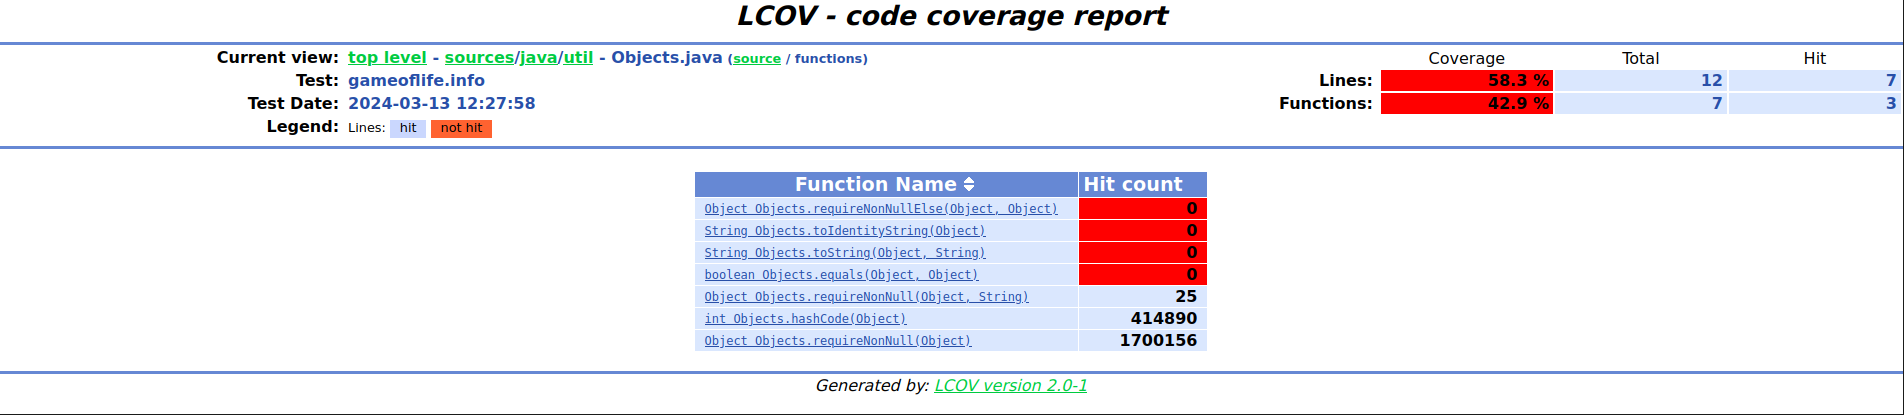 LCOV - code coverage report
Current view: top level - sources/java/util - Objects.java (source / functions)
Coverage Total Hit
Test: gameoflife.info
Lines: 58.3 % 12 7
Test Date: 2024-03-13 12:27:58
Functions: 42.9 % 7 3
Legend: Lines: hit not hit
Function Name Hit count
Object Objects.requireNonNullElse(Object, Object) 0
String Objects.toIdentityString(Object) 0
String Objects.toString(Object, String) 0
boolean Objects.equals(Object, Object) 0
Object Objects.requireNonNull(Object, String) 25
int Objects.hashCode(Object) 414890
Object Objects.requireNonNull(Object) 1700156
Generated by: LCOV version 2.0-1